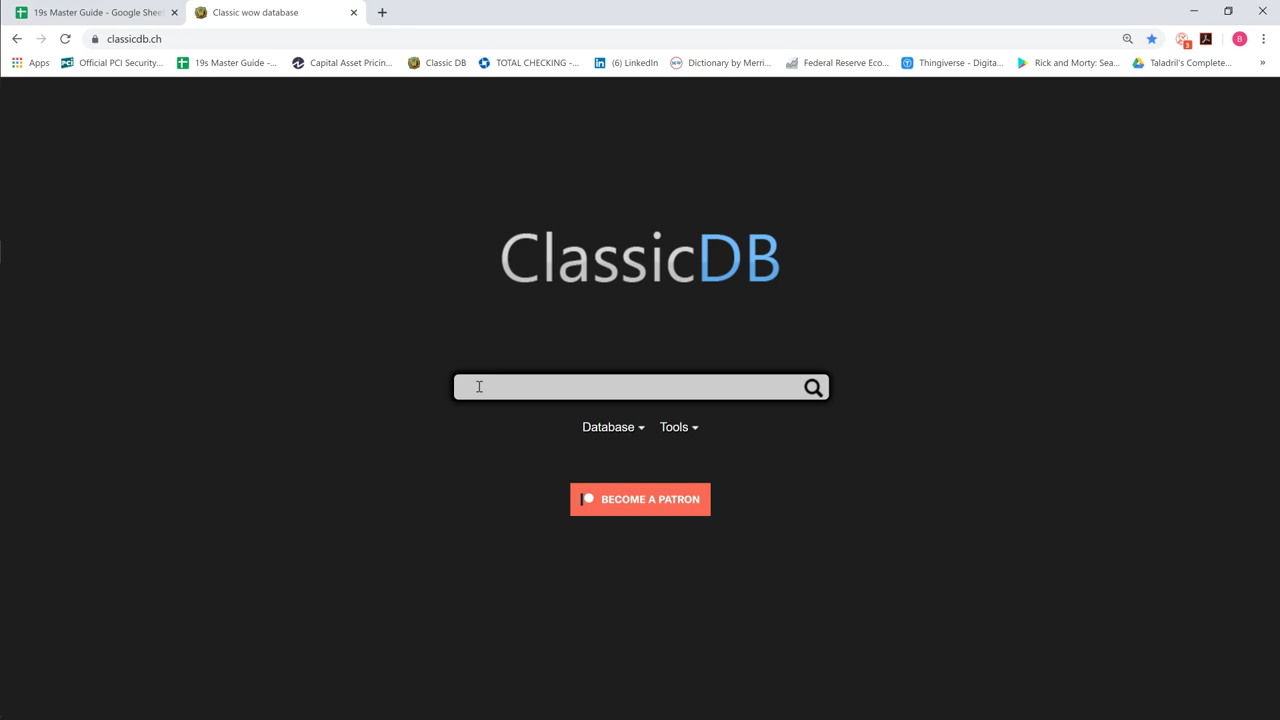 19s Master Guide - Google Sheet
Classic wow database
classicdb.ch
3
B
Apps
Official PCI Security...
19s Master Guide -...
Capital Asset Pricin...
Classic DB
TOTAL CHECKING -...
(6) LinkedIn
Dictionary by Merri...
Federal Reserve Eco...
Thingiverse - Digita...
Rick and Morty: Sea...
Taladril's Complete...
»
ClassicDB
Database
Tools
BECOME A PATRON